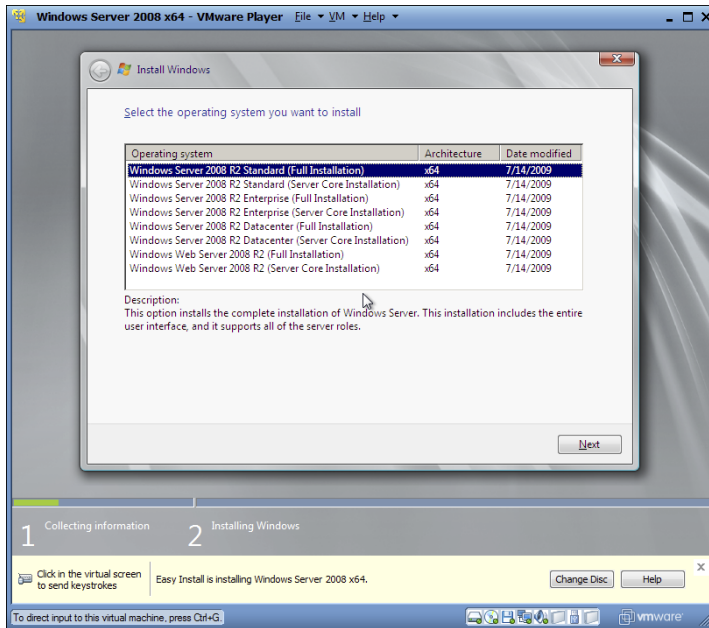 Windows Server 2008 x64 - VMware Player File VM Help
Install Windows
Select the operating system you want to install
Operating system Architecture Date modified
Windows Server 2008 R2 Standard (Full Installation) x64 7/14/2009
Windows Server 2008 R2 Standard (Server Core Installation) x64 7/14/2009
Windows Server 2008 R2 Enterprise (Full Installation) x64 7/14/2009
Windows Server 2008 R2 Enterprise (Server Core Installation) x64 7/14/2009
Windows Server 2008 R2 Datacenter (Full Installation) x64 7/14/2009
Windows Server 2008 R2 Datacenter (Server Core Installation) x64 7/14/2009
Windows Web Server 2008 R2 (Full Installation) x64 7/14/2009
Windows Web Server 2008 R2 (Server Core Installation) x64 7/14/2009
Description:
This option installs the complete installation of Windows Server. This installation includes the entire
user interface, and it supports all of the server roles.
Next
1 Collecting information 2 Installing Windows
Click in the virtual screen
to send keystrokes
Easy Install is installing Windows Server 2008 x64.
Change Disc Help
To direct input to this virtual machine, press Ctrl+G.
vmware